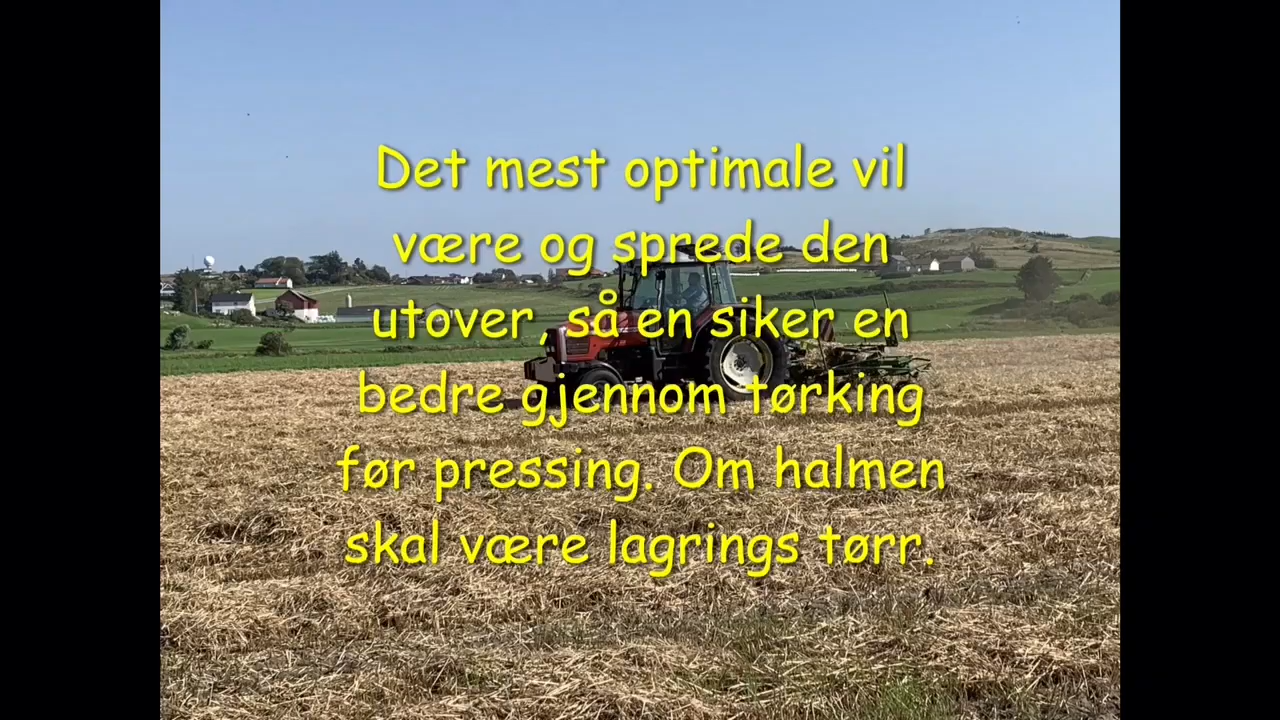 Det mest optimale vil
være og sprede den
utover, så en siker en
bedre gjennom tørking
før pressing. Om halmen
skal være lagrings tørr.